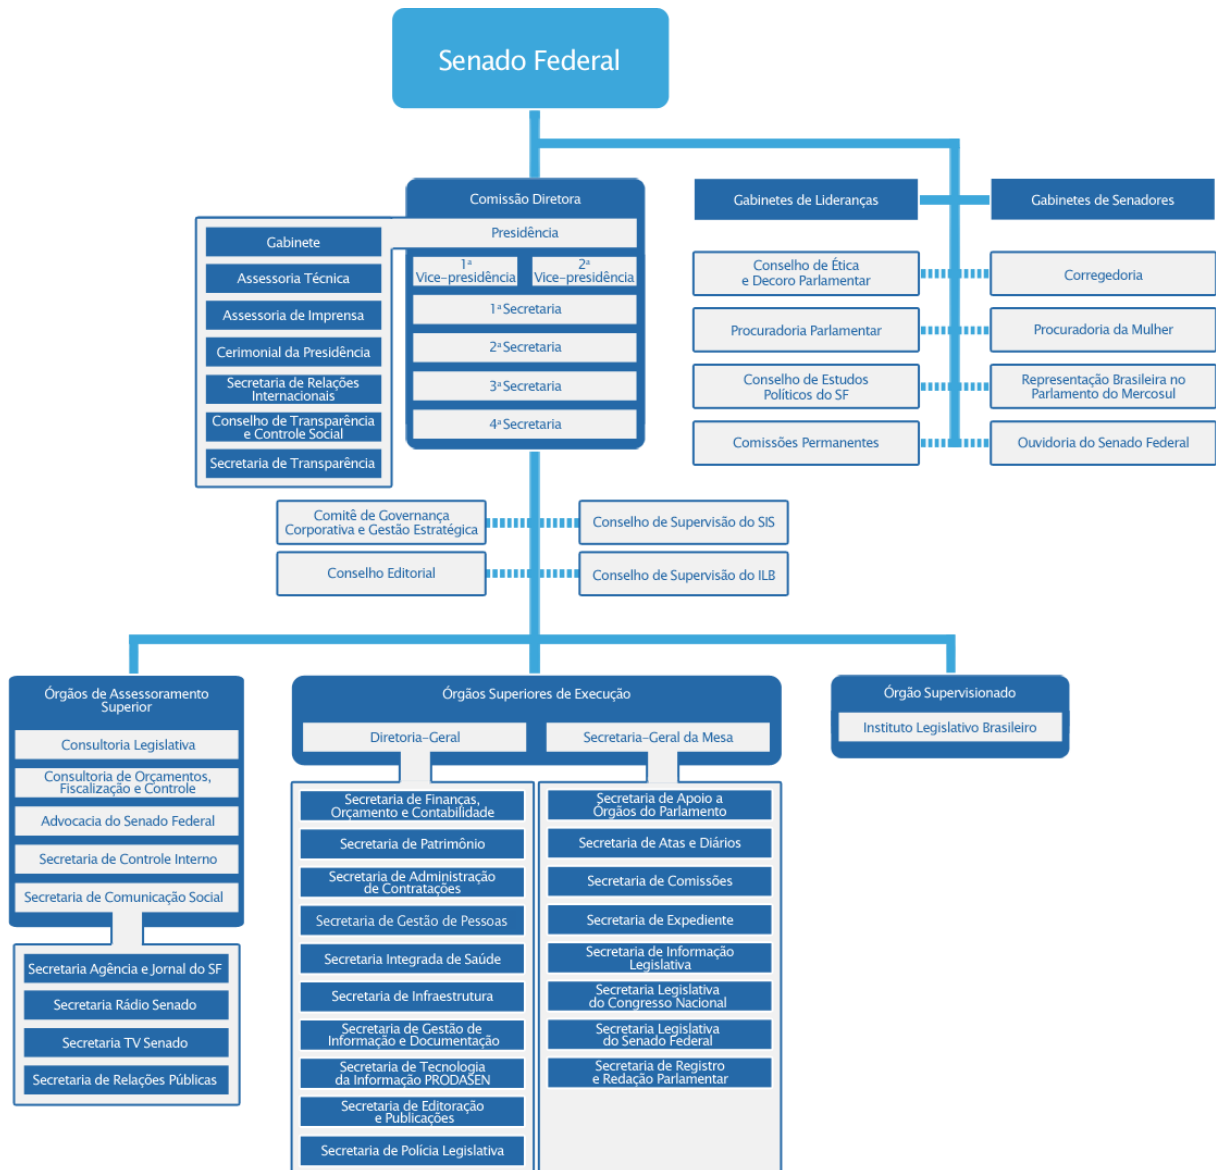 Senado Federal
Comissão Diretora
Presidência
1ª
Vice-presidência
2ª
Vice-presidência
1ª Secretaria
2ª Secretaria
3ª Secretaria
4ª Secretaria
Gabinete
Assessoria Técnica
Assessoria de Imprensa
Cerimonial da Presidência
Secretaria de Relações
Internacionais
Conselho de Transparência
e Controle Social
Secretaria de Transparência
Gabinetes de Lideranças
Gabinetes de Senadores
Conselho de Ética
e Decoro Parlamentar
Corregedoria
Procuradoria Parlamentar
Procuradoria da Mulher
Conselho de Estudos
Políticos do SF
Representação Brasileira no
Parlamento do Mercosul
Comissões Permanentes
Ouvidoria do Senado Federal
Comitê de Governança
Corporativa e Gestão Estratégica
Conselho de Supervisão do SIS
Conselho Editorial
Conselho de Supervisão do ILB
Órgãos de Assessoramento
Superior
Consultoria Legislativa
Consultoria de Orçamentos,
Fiscalização e Controle
Advocacia do Senado Federal
Secretaria de Controle Interno
Secretaria de Comunicação Social
Secretaria Agência e Jornal do SF
Secretaria Rádio Senado
Secretaria TV Senado
Secretaria de Relações Públicas
Órgãos Superiores de Execução
Diretoria-Geral
Secretaria de Finanças,
Orçamento e Contabilidade
Secretaria de Patrimônio
Secretaria de Administração
de Contratações
Secretaria de Gestão de Pessoas
Secretaria Integrada de Saúde
Secretaria de Infraestrutura
Secretaria de Gestão de
Informação e Documentação
Secretaria de Tecnologia
da Informação PRODASEN
Secretaria de Editoração
e Publicações
Secretaria de Polícia Legislativa
Secretaria-Geral da Mesa
Secretaria de Apoio a
Órgãos do Parlamento
Secretaria de Atas e Diários
Secretaria de Comissões
Secretaria de Expediente
Secretaria de Informação
Legislativa
Secretaria Legislativa
do Congresso Nacional
Secretaria Legislativa
do Senado Federal
Secretaria de Registro
e Redação Parlamentar
Órgão Supervisionado
Instituto Legislativo Brasileiro